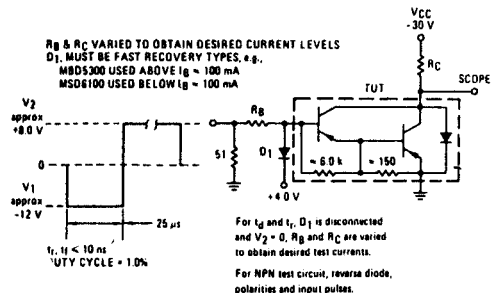 RB & RC VARIED TO OBTAIN DESIRED CURRENT LEVELS
D1, MUST BE FAST RECOVERY TYPES, e.g.,
MBD5300 USED ABOVE IB ≈ 100 mA
MSD6100 USED BELOW IB ≈ 100 mA
VCC
-30 V
RC
SCOPE
TUT
V2
approx
+8.0 V
0
V1
approx
-12 V
RB
51
D1
≈ 6.0 k
≈ 150
+4.0 V
25 μs
tr, tf < 10 ns
UTY CYCLE = 1.0%
For td and tr, D1 is disconnected
and V2 = 0, RB and RC are varied
to obtain desired test currents.
For NPN test circuit, reverse diode,
polarities and input pulses.